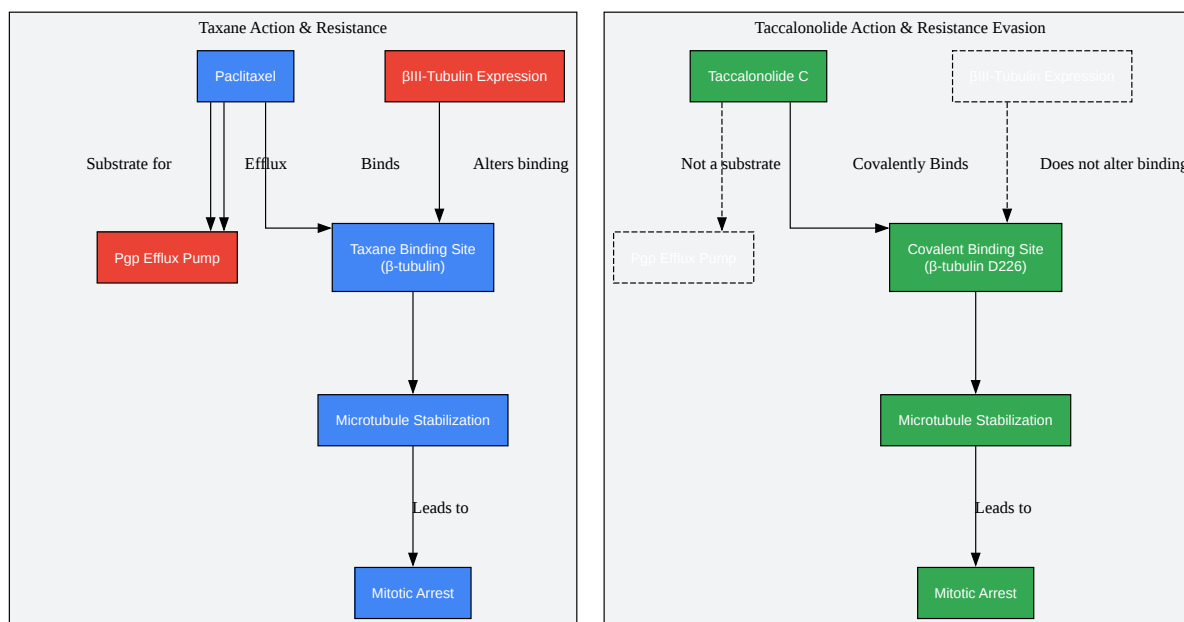 Taxane Action & Resistance
Paclitaxel
βIII-Tubulin Expression
Substrate for
Efflux
Binds
Alters binding
Pgp Efflux Pump
Taxane Binding Site
(β-tubulin)
Microtubule Stabilization
Leads to
Mitotic Arrest
Taccalonolide Action & Resistance Evasion
Taccalonolide C
βIII-Tubulin Expression
Not a substrate
Covalently Binds
Does not alter binding
Pgp Efflux Pump
Covalent Binding Site
(β-tubulin D226)
Microtubule Stabilization
Leads to
Mitotic Arrest